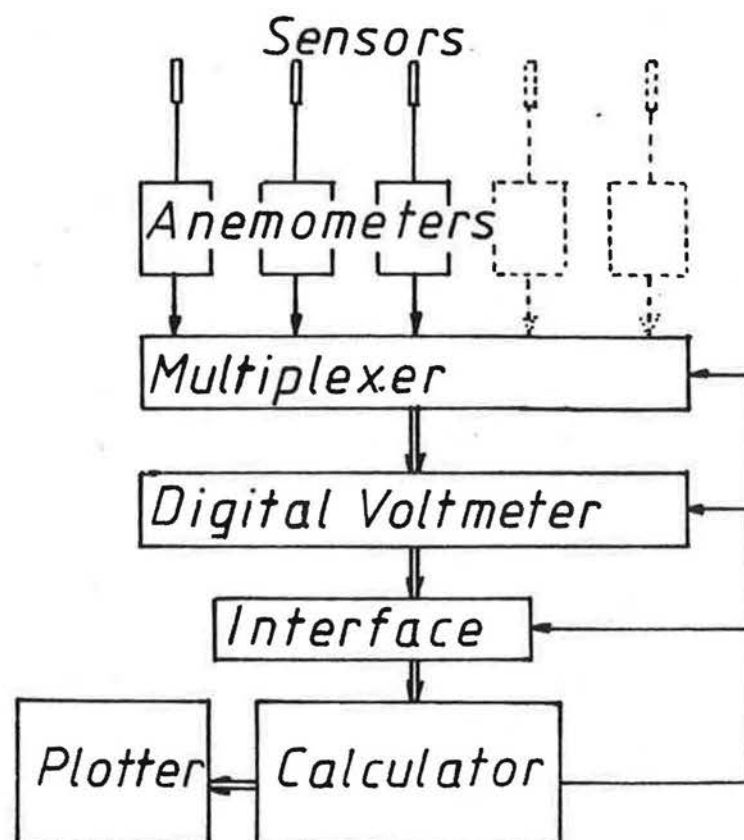 Sensors
Anemometers
Multiplexer
Digital Voltmeter
Interface
Plotter
Calculator